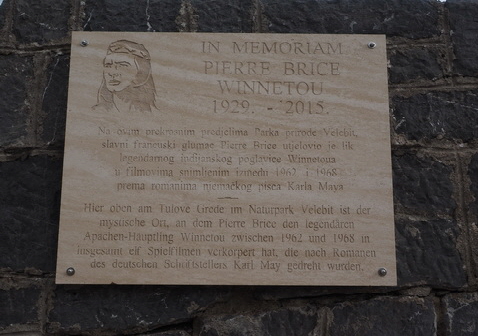 IN MEMORIAM
PIERRE BRICE
WINNETOU
1929. - 2015.
Na ovim prekrasnim predjelima Parka prirode Velebit,
slavni francuski glumac Pierre Brice utjelovio je lik
legendarnog indijanskog poglavice Winnetoua
u filmovima snimljenim između 1962. i 1968.
prema romanima njemačkog pisca Karla Maya
Hier oben am Tulove Grede im Naturpark Velebit ist der
mystische Ort, an dem Pierre Brice den legendären
Apachen-Häuptling Winnetou zwischen 1962 und 1968 in
insgesamt elf Spielfilmen verkörpert hat, die nach Romanen
des deutschen Schriftstellers Karl May gedreht wurden.